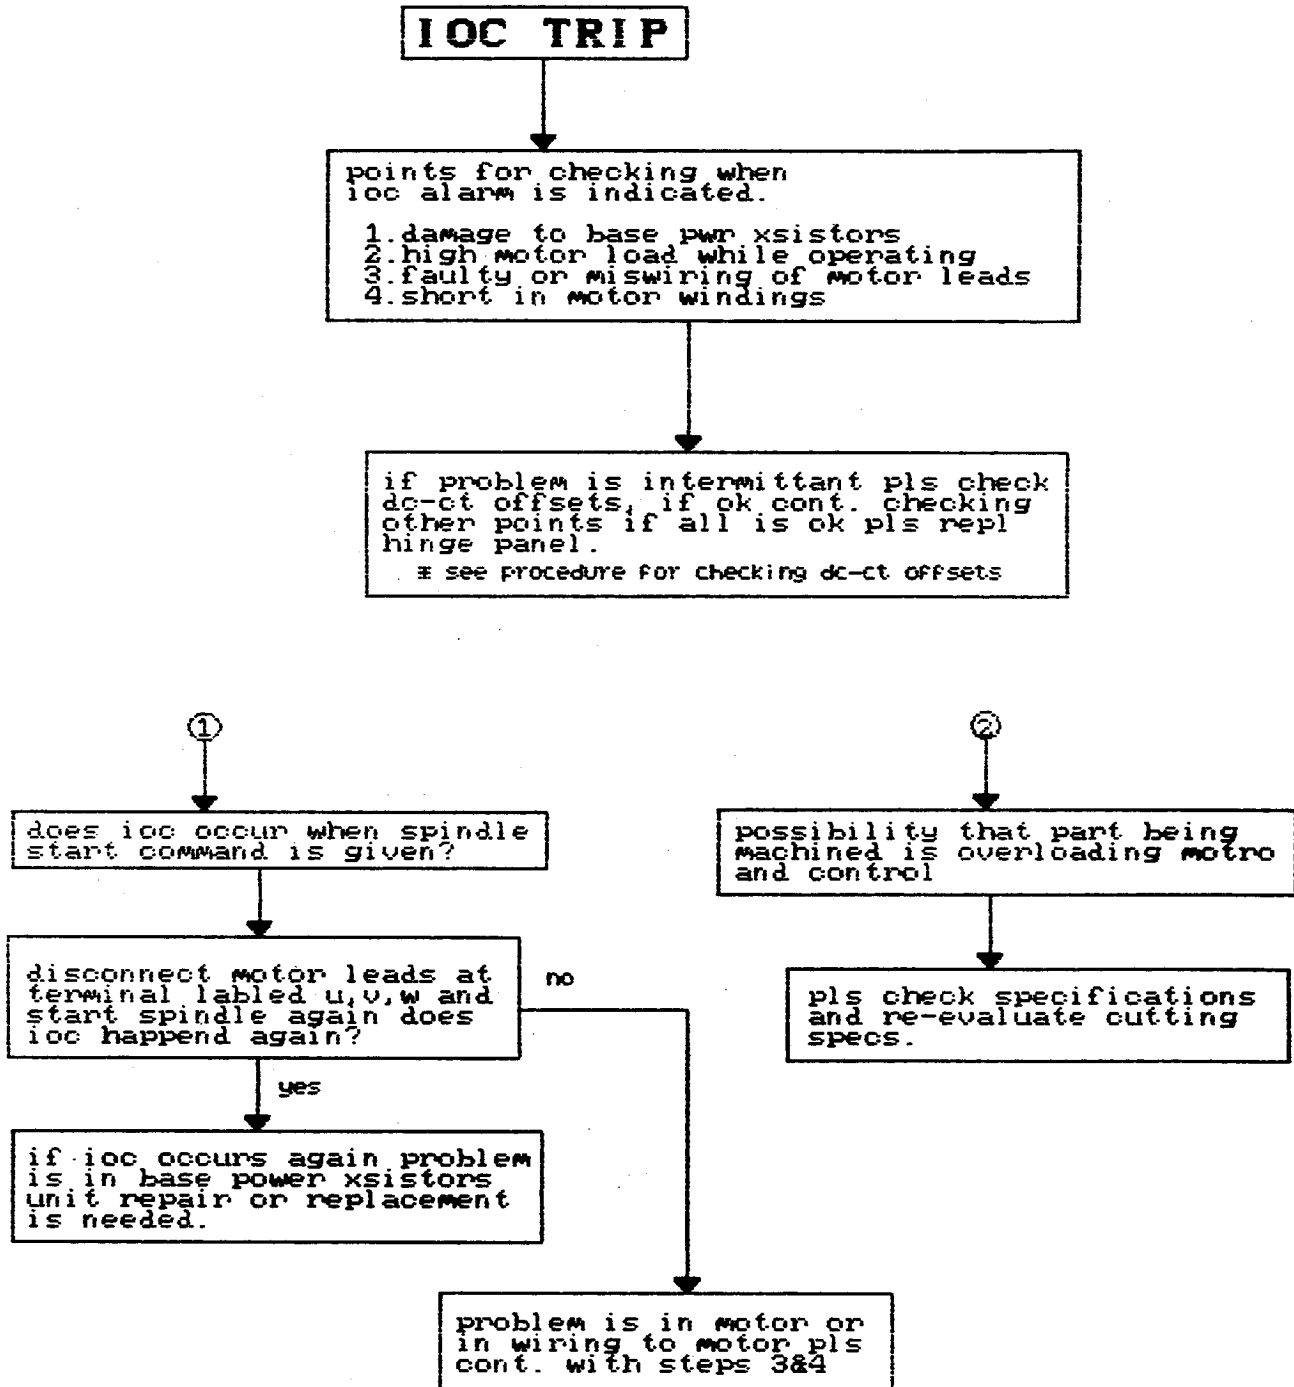 IOC TRIP
points for checking when
ioc alarm is indicated.
1.damage to base pwr xsistors
2.high motor load while operating
3.faulty or miswiring of motor leads
4.short in motor windings
if problem is intermittant pls check
dc-ct offsets, if ok cont. checking
other points if all is ok pls repl
hinge panel.
* see procedure for checking dc-ct offsets
1
does ioc occur when spindle
start command is given?
disconnect motor leads at
terminal labled u,v,w and
start spindle again does
ioc happend again?
no
yes
if ioc occurs again problem
is in base power xsistors
unit repair or replacement
is needed.
problem is in motor or
in wiring to motor pls
cont. with steps 3&4
2
possibility that part being
machined is overloading motro
and control
pls check specifications
and re-evaluate cutting
specs.